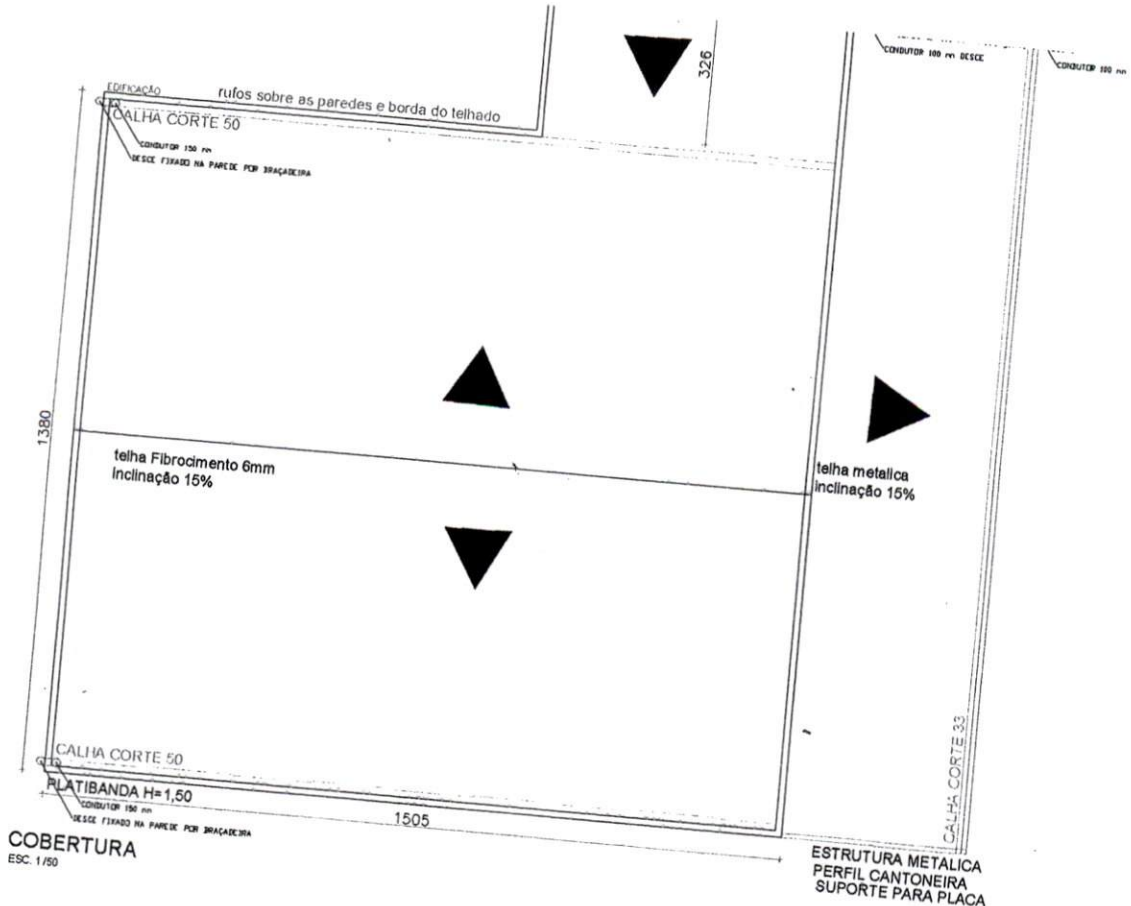 326
CONDUTOR 100 mm DESCE
CONDUTOR 100 mm
EDIFICAÇÃO
rufos sobre as paredes e borda do telhado
CALHA CORTE 50
CONDUTOR 150 mm
DESCE FIXADO NA PAREDE POR BRAÇADEIRA
1380
telha Fibrocimento 6mm
inclinação 15%
telha metalica
inclinação 15%
CALHA CORTE 33
CALHA CORTE 50
PLATIBANDA H=1,50
CONDUTOR 150 mm
DESCE FIXADO NA PAREDE POR BRAÇADEIRA
1505
COBERTURA
ESC. 1/50
ESTRUTURA METALICA
PERFIL CANTONEIRA
SUPORTE PARA PLACA